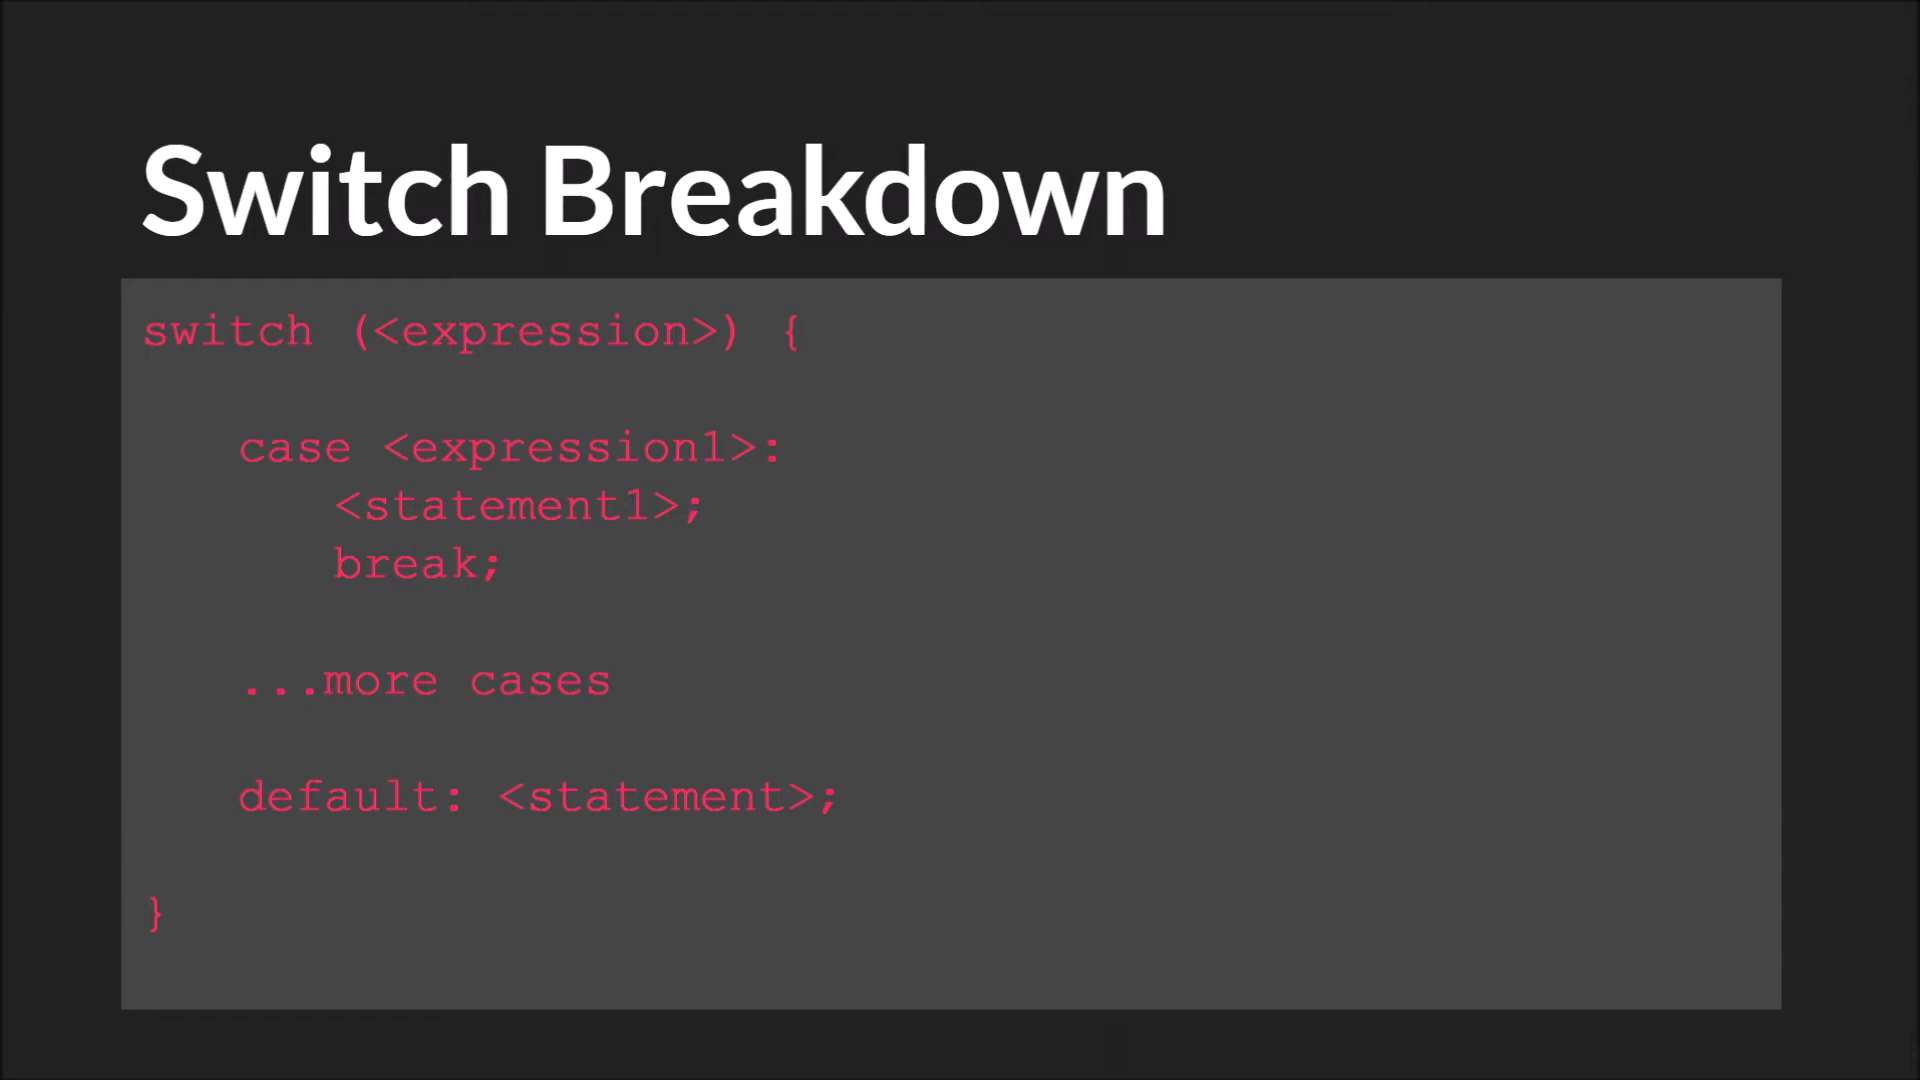 Switch Breakdown
switch (<expression>) {
case <expression1>:
<statement1>;
break;
...more cases
default: <statement>;
}